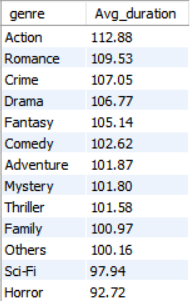 genre Avg_duration
Action 112.88
Romance 109.53
Crime 107.05
Drama 106.77
Fantasy 105.14
Comedy 102.62
Adventure 101.87
Mystery 101.80
Thriller 101.58
Family 100.97
Others 100.16
Sci-Fi 97.94
Horror 92.72